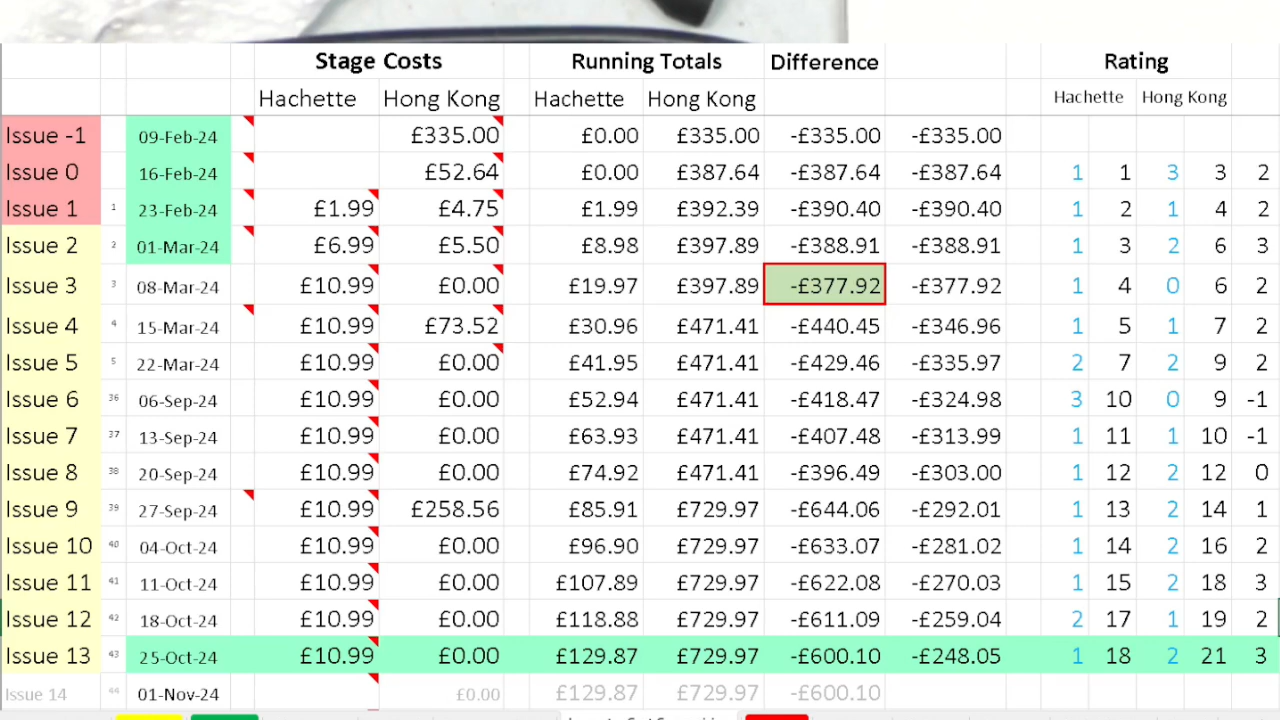 Stage Costs Running Totals Difference Rating
Hachette Hong Kong Hachette Hong Kong Hachette Hong Kong
Issue -1 09-Feb-24 £335.00 £0.00 £335.00 -£335.00 -£335.00
Issue 0 16-Feb-24 £52.64 £0.00 £387.64 -£387.64 -£387.64 1 1 3 3 2
Issue 1 1 23-Feb-24 £1.99 £4.75 £1.99 £392.39 -£390.40 -£390.40 1 2 1 4 2
Issue 2 2 01-Mar-24 £6.99 £5.50 £8.98 £397.89 -£388.91 -£388.91 1 3 2 6 3
Issue 3 3 08-Mar-24 £10.99 £0.00 £19.97 £397.89 -£377.92 -£377.92 1 4 0 6 2
Issue 4 4 15-Mar-24 £10.99 £73.52 £30.96 £471.41 -£440.45 -£346.96 1 5 1 7 2
Issue 5 5 22-Mar-24 £10.99 £0.00 £41.95 £471.41 -£429.46 -£335.97 2 7 2 9 2
Issue 6 36 06-Sep-24 £10.99 £0.00 £52.94 £471.41 -£418.47 -£324.98 3 10 0 9 -1
Issue 7 37 13-Sep-24 £10.99 £0.00 £63.93 £471.41 -£407.48 -£313.99 1 11 1 10 -1
Issue 8 38 20-Sep-24 £10.99 £0.00 £74.92 £471.41 -£396.49 -£303.00 1 12 2 12 0
Issue 9 39 27-Sep-24 £10.99 £258.56 £85.91 £729.97 -£644.06 -£292.01 1 13 2 14 1
Issue 10 40 04-Oct-24 £10.99 £0.00 £96.90 £729.97 -£633.07 -£281.02 1 14 2 16 2
Issue 11 41 11-Oct-24 £10.99 £0.00 £107.89 £729.97 -£622.08 -£270.03 1 15 2 18 3
Issue 12 42 18-Oct-24 £10.99 £0.00 £118.88 £729.97 -£611.09 -£259.04 2 17 1 19 2
Issue 13 43 25-Oct-24 £10.99 £0.00 £129.87 £729.97 -£600.10 -£248.05 1 18 2 21 3
Issue 14 44 01-Nov-24 £0.00 £129.87 £729.97 -£600.10